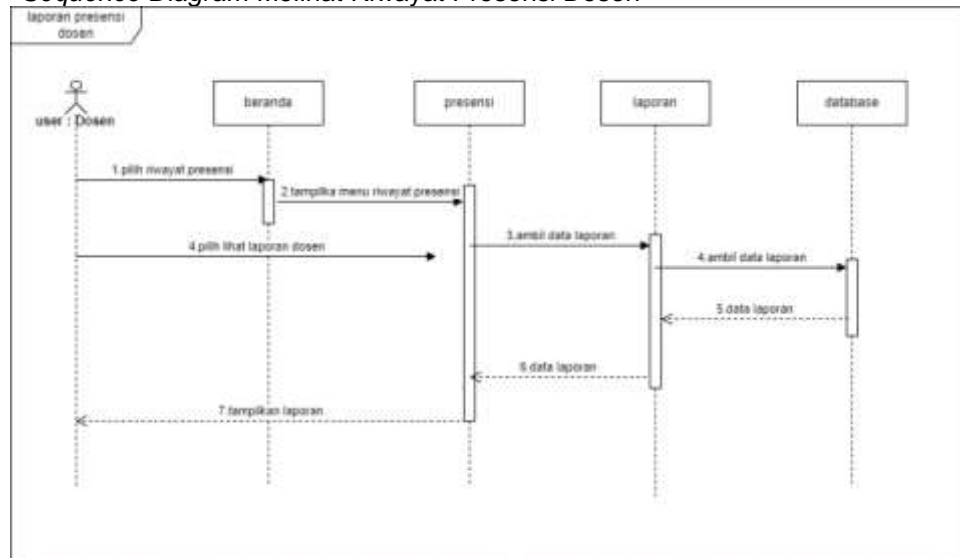 Sequence Diagram Melihat Riwayat Presensi Dosen
laporan presensi
dosen
user : Dosen
beranda
presensi
laporan
database
1.pilih riwayat presensi
2.tampilka menu riwayat presensi
3.ambil data laporan
4.pilih lihat laporan dosen
4.ambil data laporan
5.data laporan
6.data laporan
7.tampilkan laporan